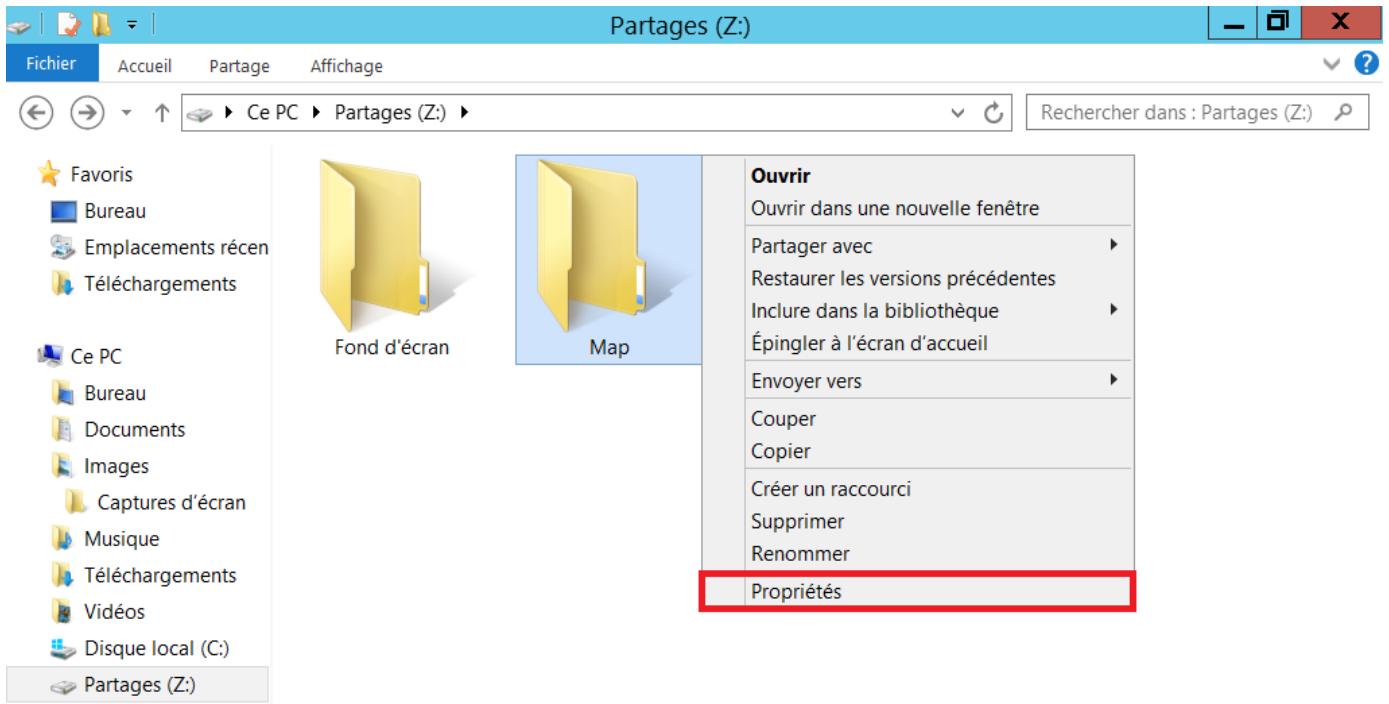 Partages (Z:)
Fichier Accueil Partage Affichage
Ce PC Partages (Z:) Rechercher dans : Partages (Z:)
Favoris
Bureau
Emplacements récen
Téléchargements
Ce PC
Bureau
Documents
Images
Captures d'écran
Musique
Téléchargements
Vidéos
Disque local (C:)
Partages (Z:)
Fond d'écran
Map
Ouvrir
Ouvrir dans une nouvelle fenêtre
Partager avec
Restaurer les versions précédentes
Inclure dans la bibliothèque
Épingler à l'écran d'accueil
Envoyer vers
Couper
Copier
Créer un raccourci
Supprimer
Renommer
Propriétés